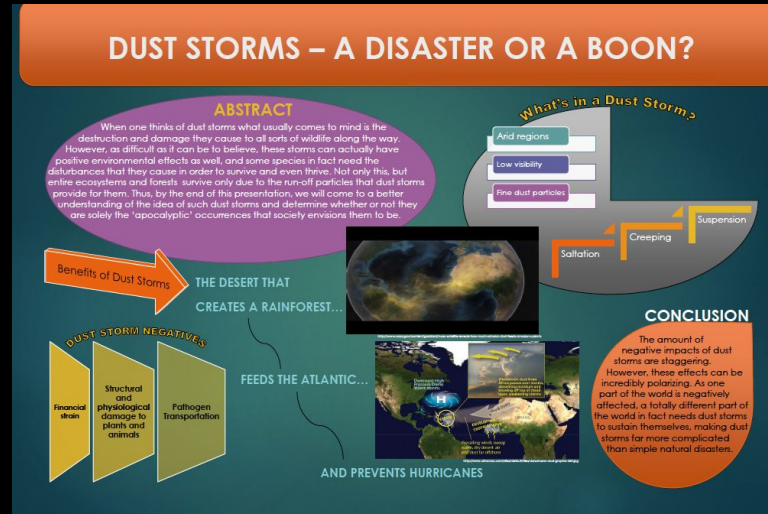 DUST STORMS – A DISASTER OR A BOON?
ABSTRACT
When one thinks of dust storms what usually comes to mind is the
destruction and damage they cause to all sorts of wildlife along the way.
However, as difficult as it can be to believe, these storms can actually have
positive environmental effects as well, and some species in fact need the
disturbances that they cause in order to survive and even thrive. Not only this, but
entire ecosystems and forests survive only due to the run-off particles that dust storms
provide for them. Thus, by the end of this presentation, we will come to a better
understanding of the idea of such dust storms and determine whether or not they
are solely the 'apocalyptic' occurrences that society envisions them to be.
What's in a Dust Storm?
Arid regions
Low visibility
Fine dust particles
Saltation
Creeping
Suspension
Benefits of Dust Storms
THE DESERT THAT
CREATES A RAINFOREST…
FEEDS THE ATLANTIC…
AND PREVENTS HURRICANES
DUST STORM NEGATIVES
Financial
strain
Structural
and
physiological
damage to
plants and
animals
Pathogen
Transportation
H
CONCLUSION
The amount of
negative impacts of dust
storms are staggering.
However, these effects can be
incredibly polarizing. As one
part of the world is negatively
affected, a totally different part of
the world in fact needs dust storms
to sustain themselves, making dust
storms far more complicated
than simple natural disasters.